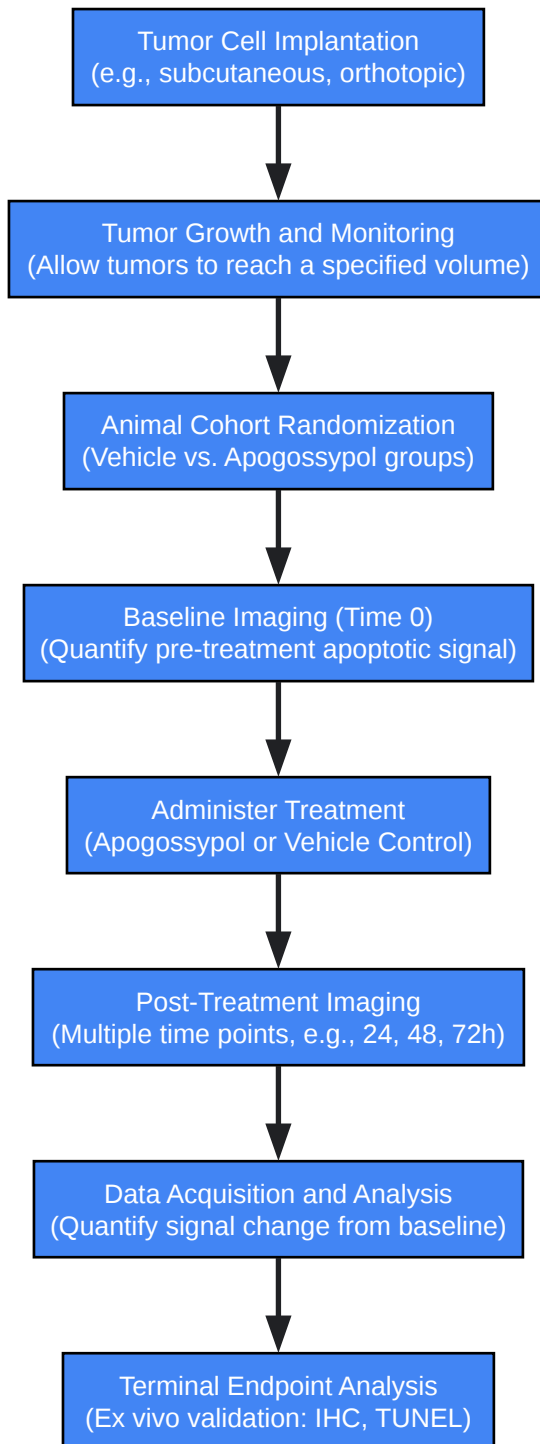 Tumor Cell Implantation
(e.g., subcutaneous, orthotopic)
Tumor Growth and Monitoring
(Allow tumors to reach a specified volume)
Animal Cohort Randomization
(Vehicle vs. Apogossypol groups)
Baseline Imaging (Time 0)
(Quantify pre-treatment apoptotic signal)
Administer Treatment
(Apogossypol or Vehicle Control)
Post-Treatment Imaging
(Multiple time points, e.g., 24, 48, 72h)
Data Acquisition and Analysis
(Quantify signal change from baseline)
Terminal Endpoint Analysis
(Ex vivo validation: IHC, TUNEL)